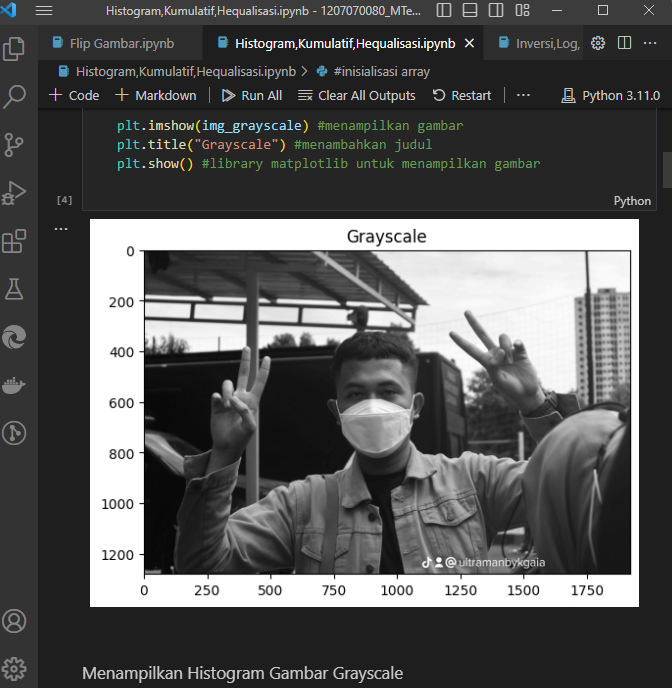 Histogram,Kumulatif,Hequalisasi.ipynb - 1207070080_MTe...
Flip Gambar.ipynb
Histogram,Kumulatif,Hequalisasi.ipynb
Inversi,Log,
Histogram,Kumulatif,Hequalisasi.ipynb > #inisialisasi array
+ Code + Markdown Run All Clear All Outputs Restart ... Python 3.11.0
plt.imshow(img_grayscale) #menampilkan gambar
plt.title("Grayscale") #menambahkan judul
plt.show() #library matplotlib untuk menampilkan gambar
[4] Python
Grayscale
0
200
400
600
800
1000
1200
@ultramanbykgaia
0 250 500 750 1000 1250 1500 1750
Menampilkan Histogram Gambar Grayscale